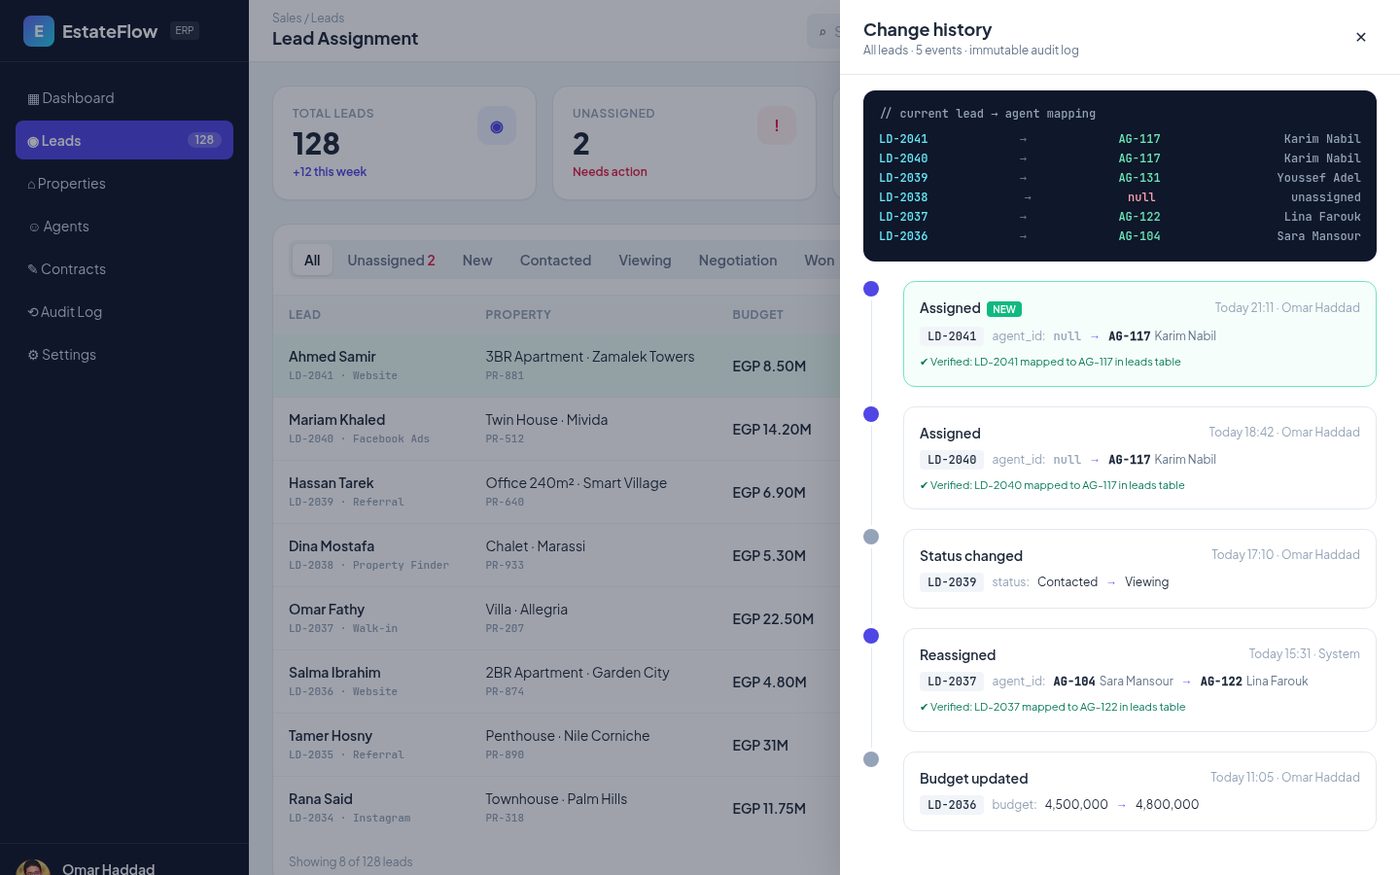 E EstateFlow ERP
Dashboard
Leads 128
Properties
Agents
Contracts
Audit Log
Settings
Omar Haddad
Sales / Leads
Lead Assignment
TOTAL LEADS
128
+12 this week
UNASSIGNED
2
Needs action
!
All Unassigned 2 New Contacted Viewing Negotiation Won
LEAD PROPERTY BUDGET
Ahmed Samir 3BR Apartment · Zamalek Towers EGP 8.50M
LD-2041 · Website PR-881
Mariam Khaled Twin House · Mivida EGP 14.20M
LD-2040 · Facebook Ads PR-512
Hassan Tarek Office 240m² · Smart Village EGP 6.90M
LD-2039 · Referral PR-640
Dina Mostafa Chalet · Marassi EGP 5.30M
LD-2038 · Property Finder PR-933
Omar Fathy Villa · Allegria EGP 22.50M
LD-2037 · Walk-in PR-207
Salma Ibrahim 2BR Apartment · Garden City EGP 4.80M
LD-2036 · Website PR-874
Tamer Hosny Penthouse · Nile Corniche EGP 31M
LD-2035 · Referral PR-890
Rana Said Townhouse · Palm Hills EGP 11.75M
LD-2034 · Instagram PR-318
Showing 8 of 128 leads
Change history
All leads · 5 events · immutable audit log
✕
// current lead → agent mapping
LD-2041 → AG-117 Karim Nabil
LD-2040 → AG-117 Karim Nabil
LD-2039 → AG-131 Youssef Adel
LD-2038 → null unassigned
LD-2037 → AG-122 Lina Farouk
LD-2036 → AG-104 Sara Mansour
Assigned NEW Today 21:11 · Omar Haddad
LD-2041 agent_id: null → AG-117 Karim Nabil
✔ Verified: LD-2041 mapped to AG-117 in leads table
Assigned Today 18:42 · Omar Haddad
LD-2040 agent_id: null → AG-117 Karim Nabil
✔ Verified: LD-2040 mapped to AG-117 in leads table
Status changed Today 17:10 · Omar Haddad
LD-2039 status: Contacted → Viewing
Reassigned Today 15:31 · System
LD-2037 agent_id: AG-104 Sara Mansour → AG-122 Lina Farouk
✔ Verified: LD-2037 mapped to AG-122 in leads table
Budget updated Today 11:05 · Omar Haddad
LD-2036 budget: 4,500,000 → 4,800,000